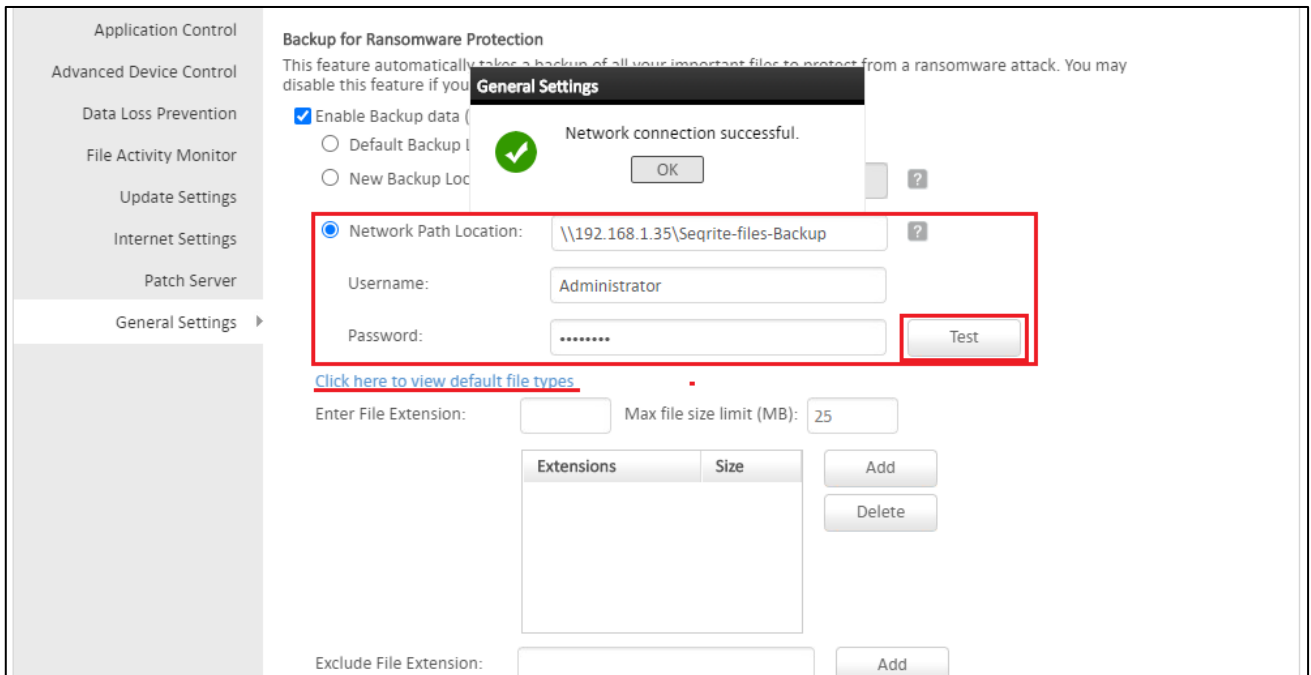 Application Control
Advanced Device Control
Data Loss Prevention
File Activity Monitor
Update Settings
Internet Settings
Patch Server
General Settings
Backup for Ransomware Protection
This feature automatically takes a backup of all your important files to protect from a ransomware attack. You may
disable this feature if you
General Settings
Network connection successful.
OK
Enable Backup data (
Default Backup L
New Backup Loc
?
Network Path Location:
\\192.168.1.35\Seqrite-files-Backup
?
Username:
Administrator
Password:
••••••••
Test
Click here to view default file types
Enter File Extension:
Max file size limit (MB):
25
Extensions
Size
Add
Delete
Exclude File Extension:
Add